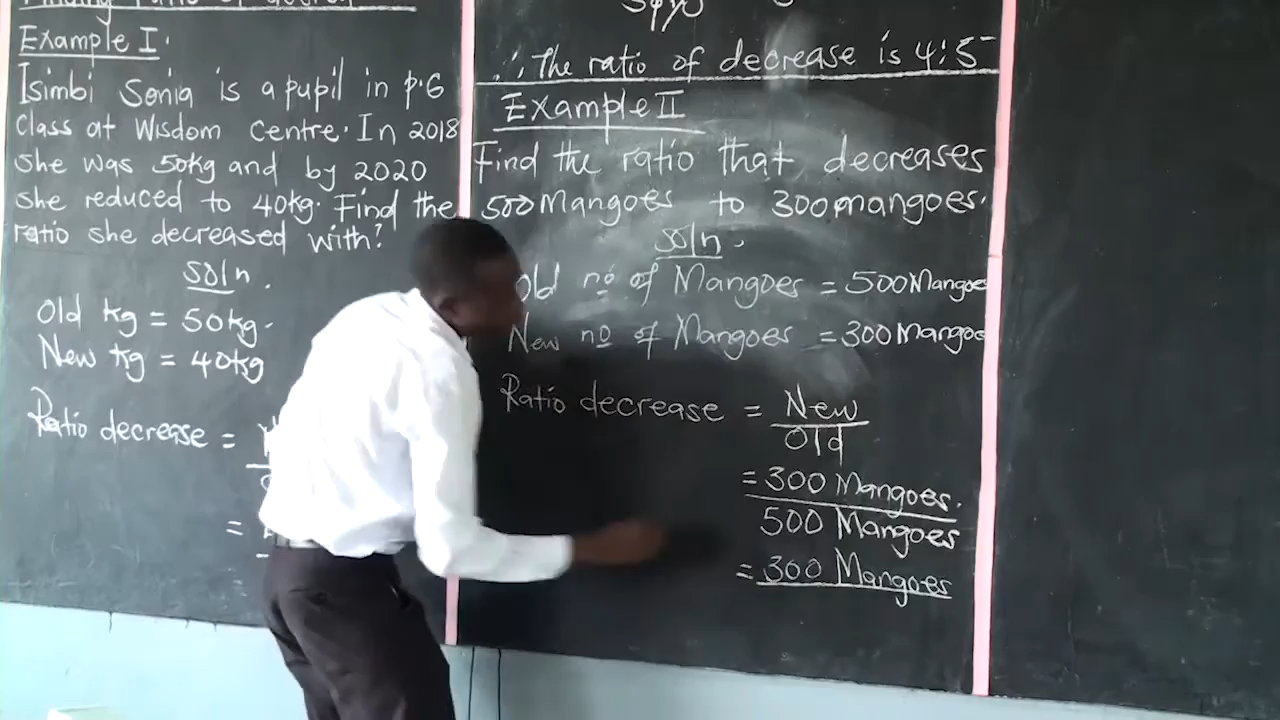 Example I.
Isimbi Sonia is a pupil in p.6
Class at Wisdom Centre. In 2018
She was 50kg and by 2020
She reduced to 40kg. Find the
ratio she decreased with?
Soln.
Old kg = 50kg.
New kg = 40kg
Ratio decrease =
=
=
∴ The ratio of decrease is 4:5
Example II
Find the ratio that decreases
500 Mangoes to 300 mangoes.
Soln.
Old no of Mangoes = 500 Mangoes
New no of Mangoes = 300 Mangoes
Ratio decrease = New
Old
= 300 Mangoes.
500 Mangoes
= 300 Mangoes